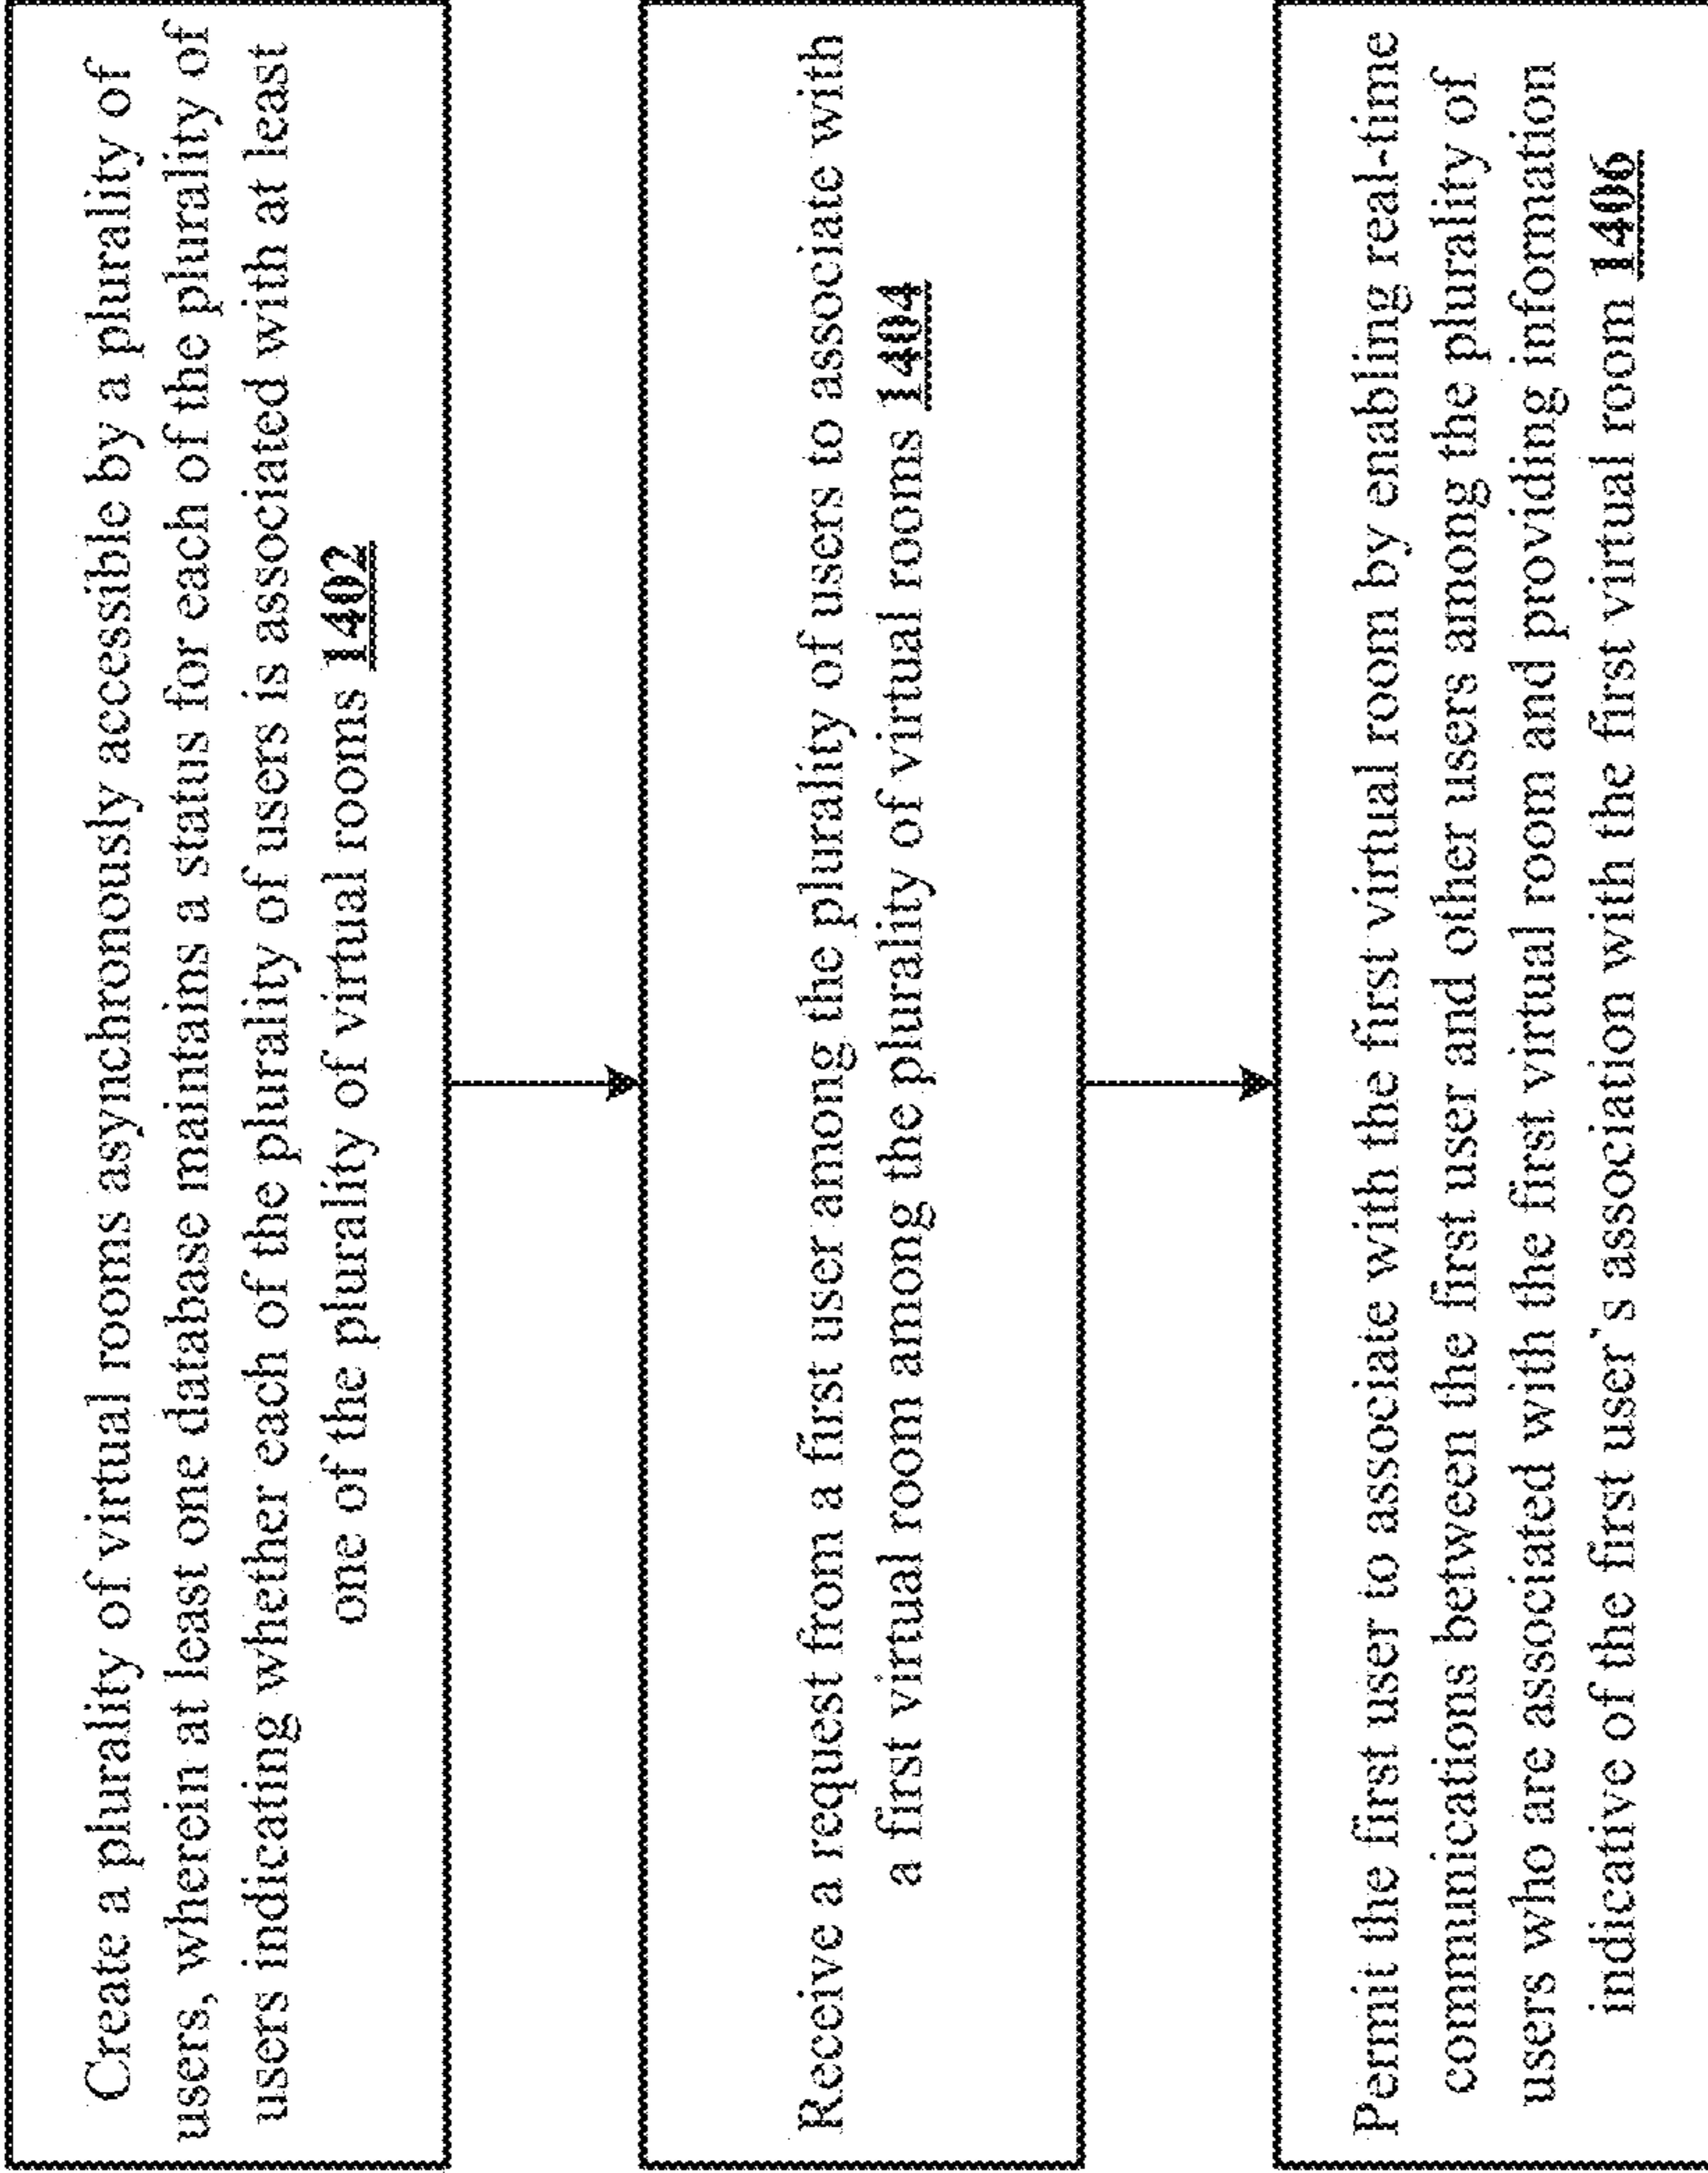 Create a plurality of virtual rooms asynchronously accessible by a plurality of
users, wherein at least one database maintains a status for each of the plurality of
users indicating whether each of the plurality of users is associated with at least
one of the plurality of virtual rooms 1402
Receive a request from a first user among the plurality of users to associate with
a first virtual room among the plurality of virtual rooms 1404
Permit the first user to associate with the first virtual room by enabling real-time
communications between the first user and other users among the plurality of
users who are associated with the first virtual room and providing infomation
indicative of the first user's association with the first virtual room 1406